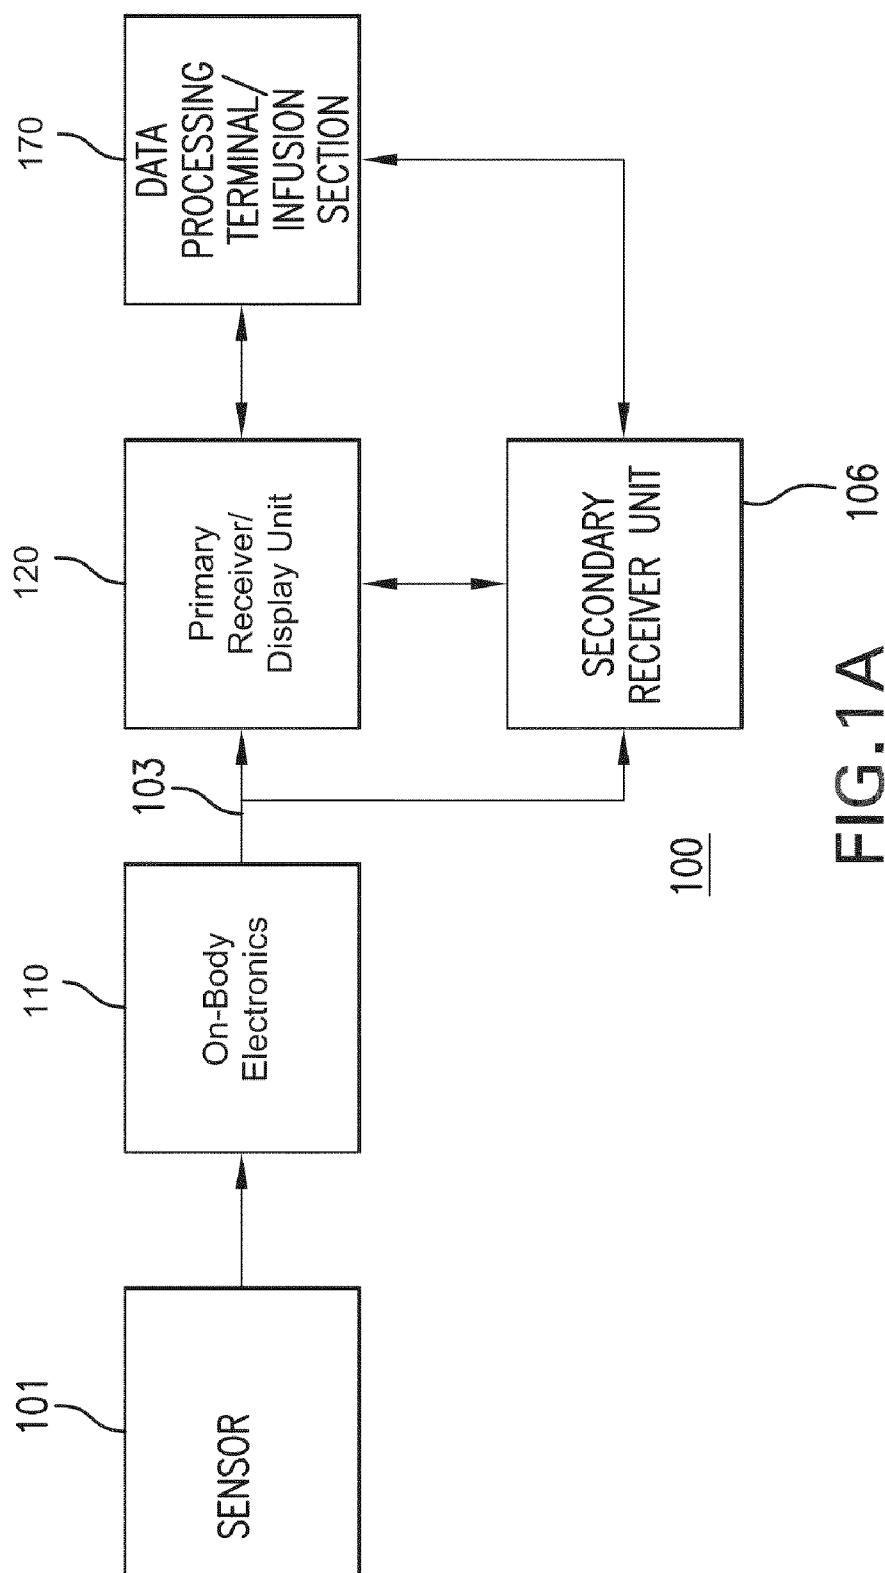 101
SENSOR
110
On-Body
Electronics
103
120
Primary
Receiver/
Display Unit
170
DATA
PROCESSING
TERMINAL/
INFUSION
SECTION
SECONDARY
RECEIVER UNIT
106
100
FIG.1A